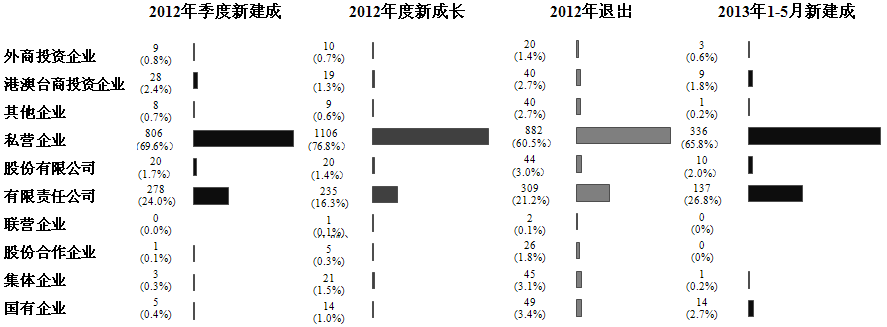 2012年季度新建成 2012年度新成长 2012年退出 2013年1-5月新建成
外商投资企业 9 10 20 3
(0.8%) (0.7%) (1.4%) (0.6%)
港澳台商投资企业 28 19 40 9
(2.4%) (1.3%) (2.7%) (1.8%)
其他企业 8 9 40 1
(0.7%) (0.6%) (2.7%) (0.2%)
私营企业 806 1106 882 336
(69.6%) (76.8%) (60.5%) (65.8%)
股份有限公司 20 20 44 10
(1.7%) (1.4%) (3.0%) (2.0%)
有限责任公司 278 235 309 137
(24.0%) (16.3%) (21.2%) (26.8%)
联营企业 0 1 2 0
(0.0%) (0.1%) (0.1%) (0%)
股份合作企业 1 5 26 0
(0.1%) (0.3%) (1.8%) (0%)
集体企业 3 21 45 1
(0.3%) (1.5%) (3.1%) (0.2%)
国有企业 5 14 49 14
(0.4%) (1.0%) (3.4%) (2.7%)